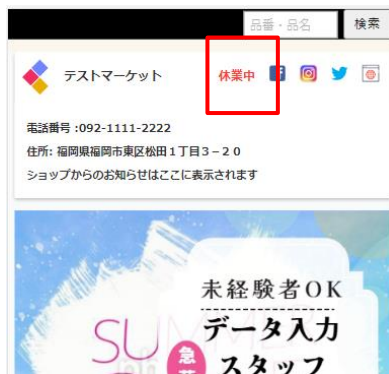 品番・品名 検索
テストマーケット 休業中
電話番号 :092-1111-2222
住所: 福岡県福岡市東区松田１丁目３－２０
ショップからのお知らせはここに表示されます
未経験者OK
データ入力
SU
急
スタッフ